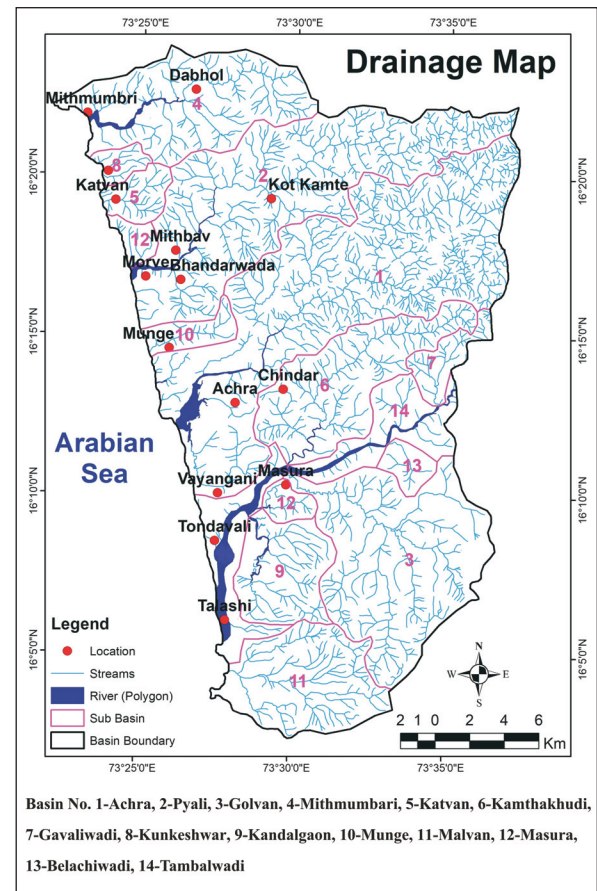 73°25'0"E 73°30'0"E 73°35'0"E
Drainage Map
Dabhol
4
Mithmumbri
16°20'0"N
8
2
16°20'0"N
Katvan
5
Kot Kamte
12
Mithbav
Morve
Bhandarwada
1
16°15'0"N
Munge
10
16°15'0"N
7
Chindar
6
Achra
14
Arabian
Sea
13
Masura
Vayangani
16°10'0"N
12
16°10'0"N
Tondavali
9
3
Talashi
Legend
Location
Streams
River (Polygon)
Sub Basin
Basin Boundary
16°5'0"N
16°5'0"N
11
N
W E
S
2 1 0 2 4 6
Km
73°25'0"E 73°30'0"E 73°35'0"E
Basin No. 1-Achra, 2-Pyali, 3-Golvan, 4-Mithmumbari, 5-Katvan, 6-Kamthakhudi,
7-Gavaliwadi, 8-Kunkeshwar, 9-Kandalgaon, 10-Munge, 11-Malvan, 12-Masura,
13-Belachiwadi, 14-Tambalwadi